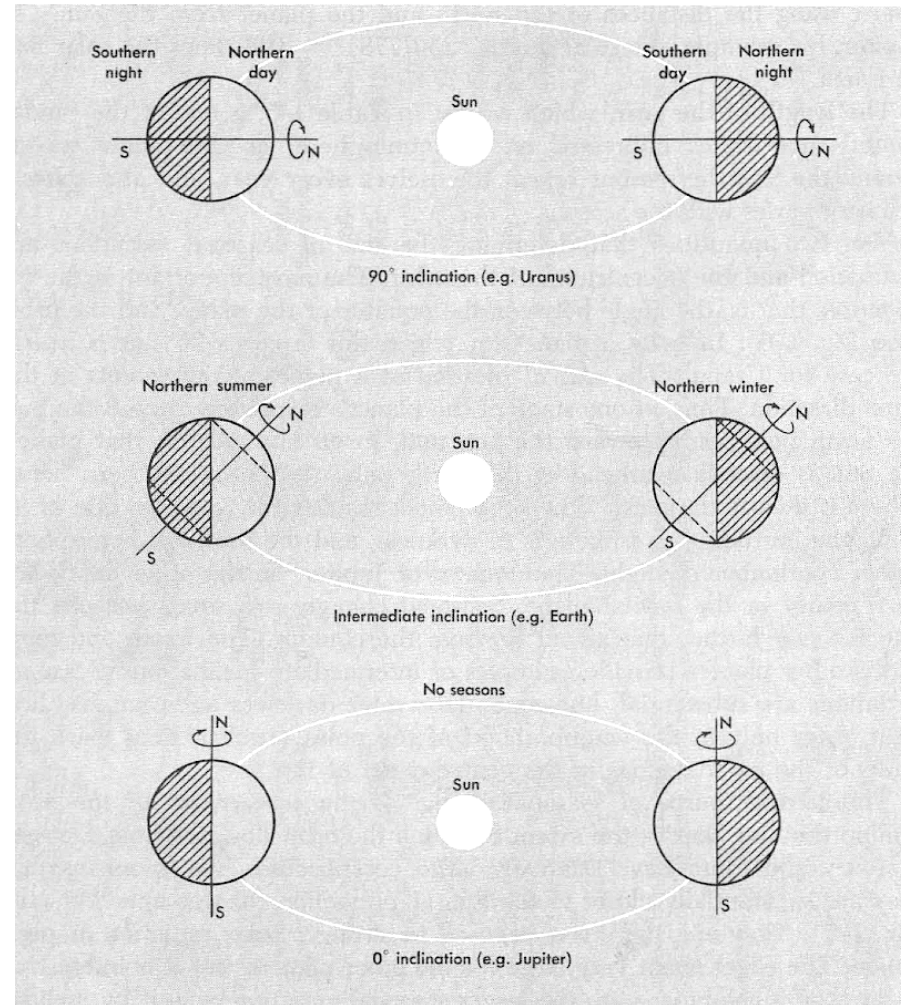 Southern night
Northern day
Sun
Southern day
Northern night
S
N
S
N
90° inclination (e.g. Uranus)
Northern summer
Northern winter
N
Sun
N
S
S
Intermediate inclination (e.g. Earth)
No seasons
N
N
Sun
S
S
0° inclination (e.g. Jupiter)